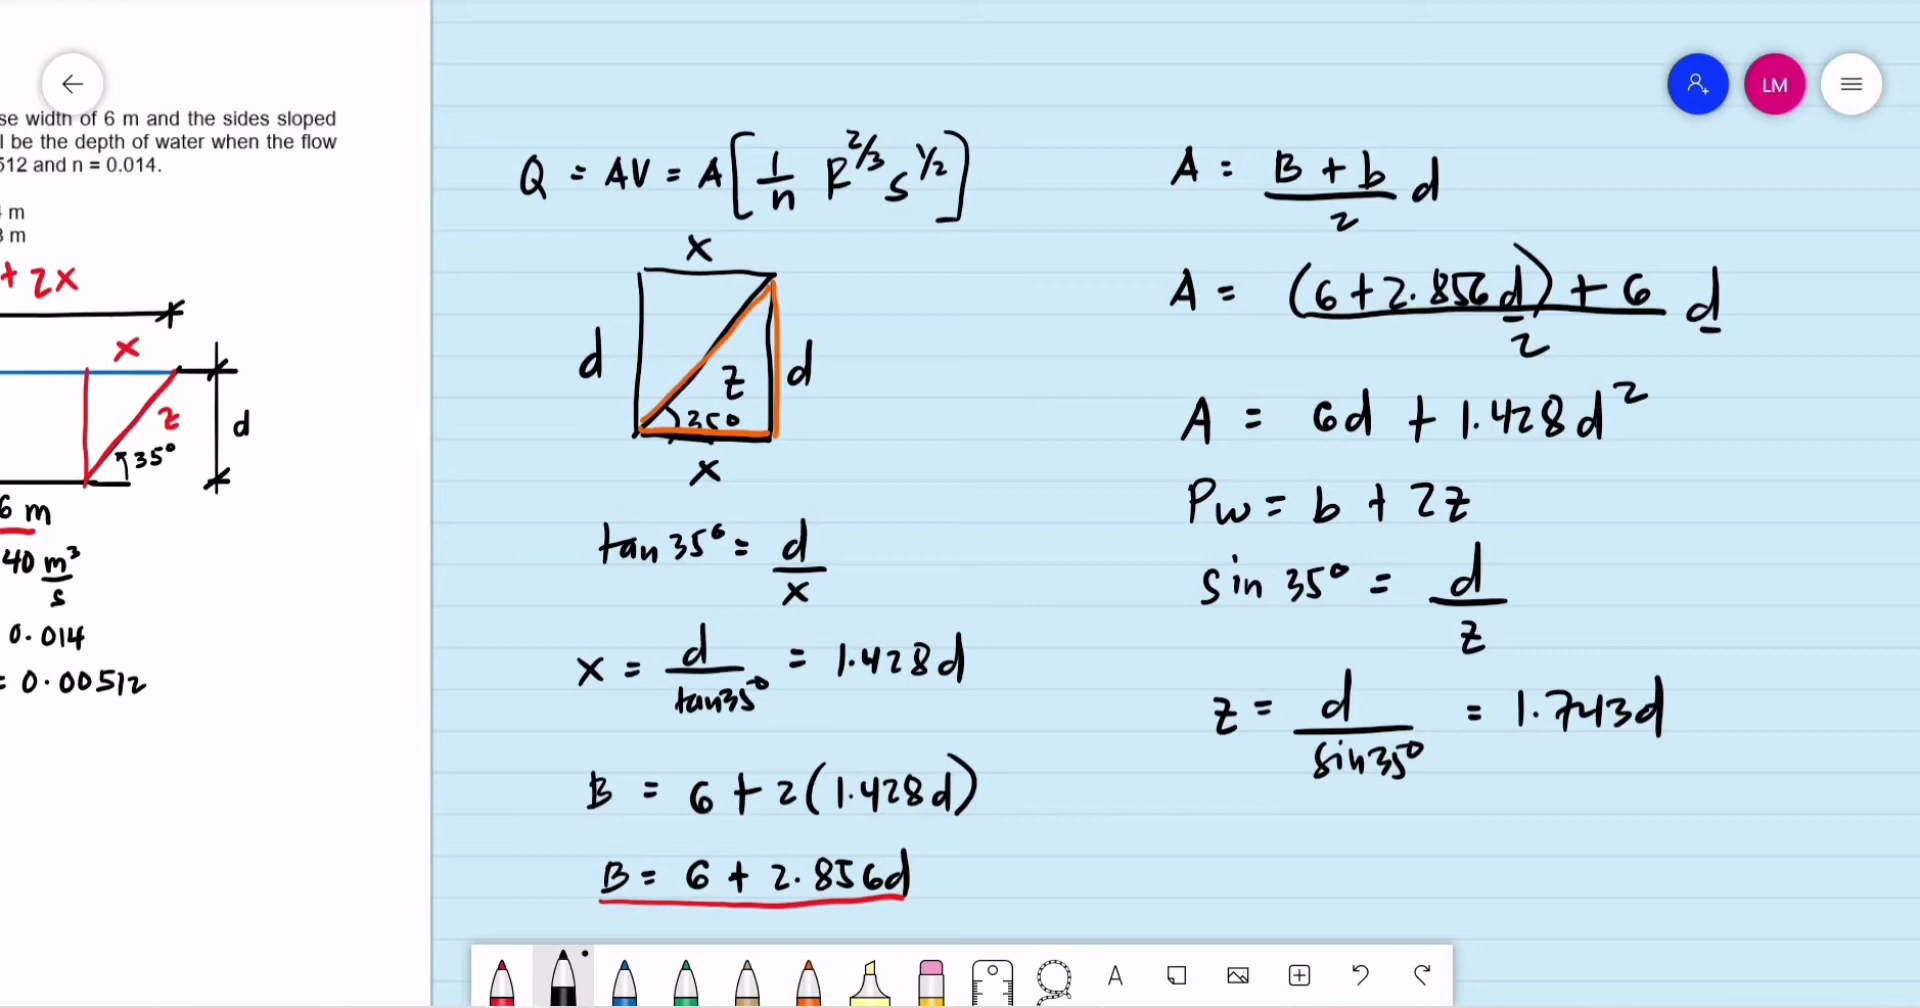 se width of 6 m and the sides sloped
l be the depth of water when the flow
512 and n = 0.014.
m
m
+ 2x
x
z
35°
d
6 m
40 m³/s
0.014
= 0.00512
Q = AV = A[1/n R^2/3 S^1/2]
x
d
z
d
35°
x
tan 35° = d/x
x = d/tan35° = 1.428d
B = 6 + 2(1.428d)
B = 6 + 2.856d
A = B + b/2 d
A = (6+2.856d) + 6/2 d
A = 6d + 1.428d²
Pw = b + 2z
sin 35° = d/z
z = d/sin35° = 1.743d
LM
A